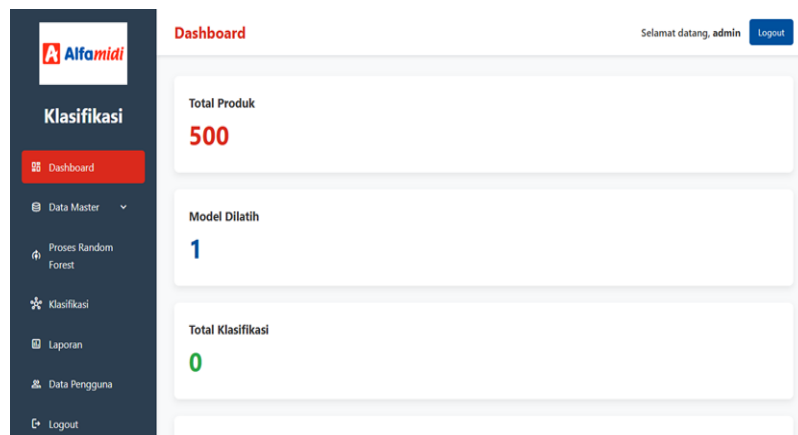 Alfamidi
Klasifikasi
Dashboard
Data Master
Proses Random
Forest
Klasifikasi
Laporan
Data Pengguna
Logout
Dashboard
Selamat datang, admin
Logout
Total Produk
500
Model Dilatih
1
Total Klasifikasi
0